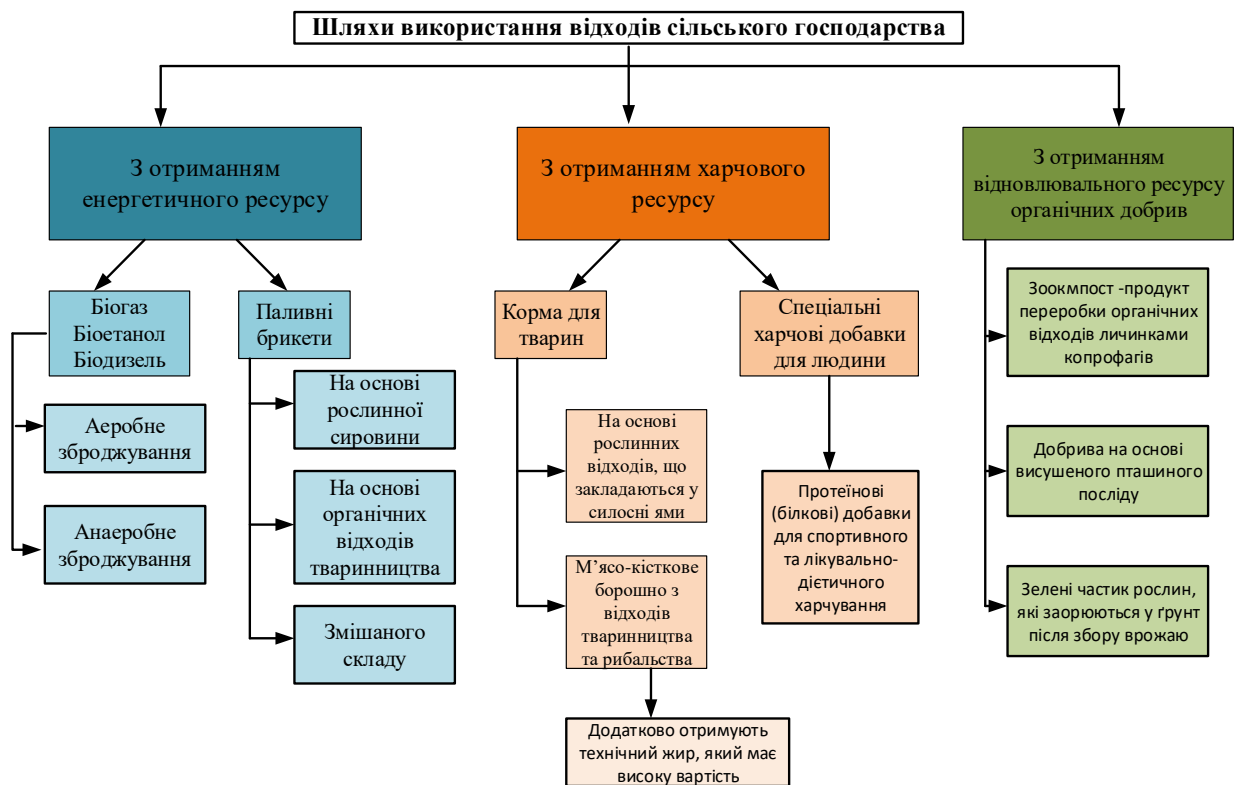 Шляхи використання відходів сільського господарства
З отриманням
енергетичного ресурсу
З отриманням харчового
ресурсу
З отриманням
відновлювального ресурсу
органічних добрив
Біогаз
Біоетанол
Біодизель
Паливні
брикети
Корма для
тварин
Спеціальні
харчові добавки
для людини
Зоокмпост -продукт
переробки органічних
відходів личинками
копрофагів
Аеробне
зброджування
Анаеробне
зброджування
На основі
рослинної
сировини
На основі
органічних
відходів
тваринництва
Змішаного
складу
На основі
рослинних
відходів, що
закладаються у
силосні ями
М’ясо-кісткове
борошно з
відходів
тваринництва
та рибальства
Додатково отримують
технічний жир, який має
високу вартість
Протеїнові
(білкові) добавки
для спортивного
та лікувально-
дієтичного
харчування
Добрива на основі
висушеного пташиного
посліду
Зелені частик рослин,
які заорюються у ґрунт
після збору врожаю